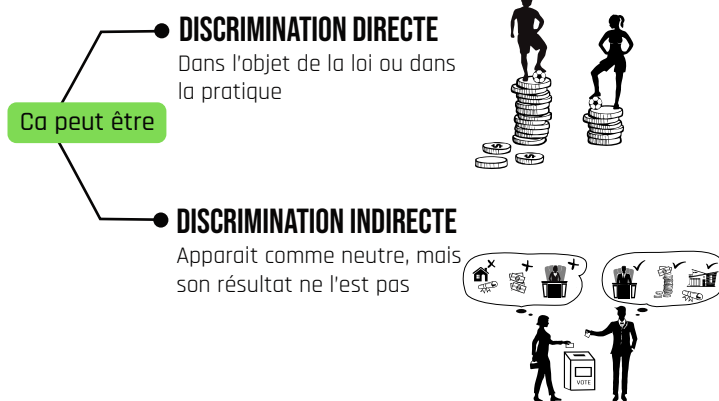 DISCRIMINATION DIRECTE
Dans l'objet de la loi ou dans
la pratique
Ca peut être
DISCRIMINATION INDIRECTE
Apparait comme neutre, mais
son résultat ne l'est pas
VOTE